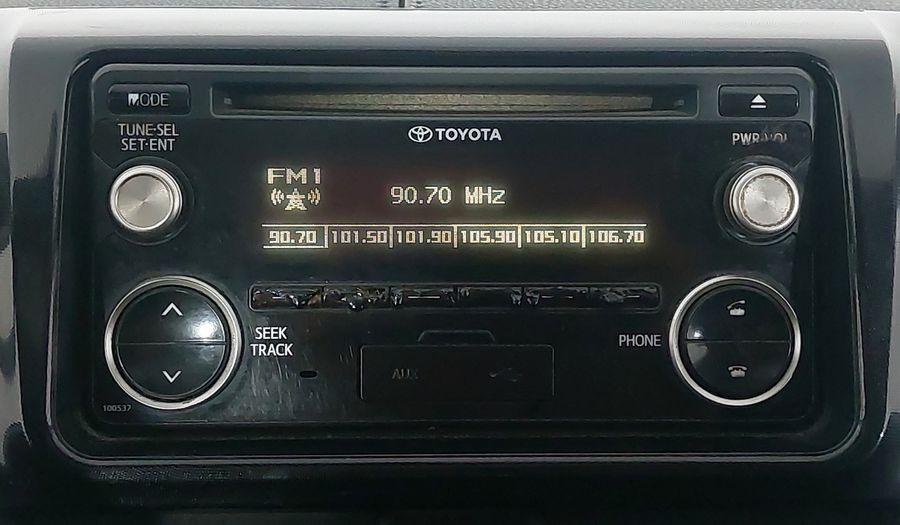 MODE
TUNE·SEL
SET·ENT
TOYOTA
PWR·VOL
FM1
90.70 MHz
90.70 101.50 101.90 105.90 105.10 106.70
SEEK
TRACK
PHONE
AUX
100537